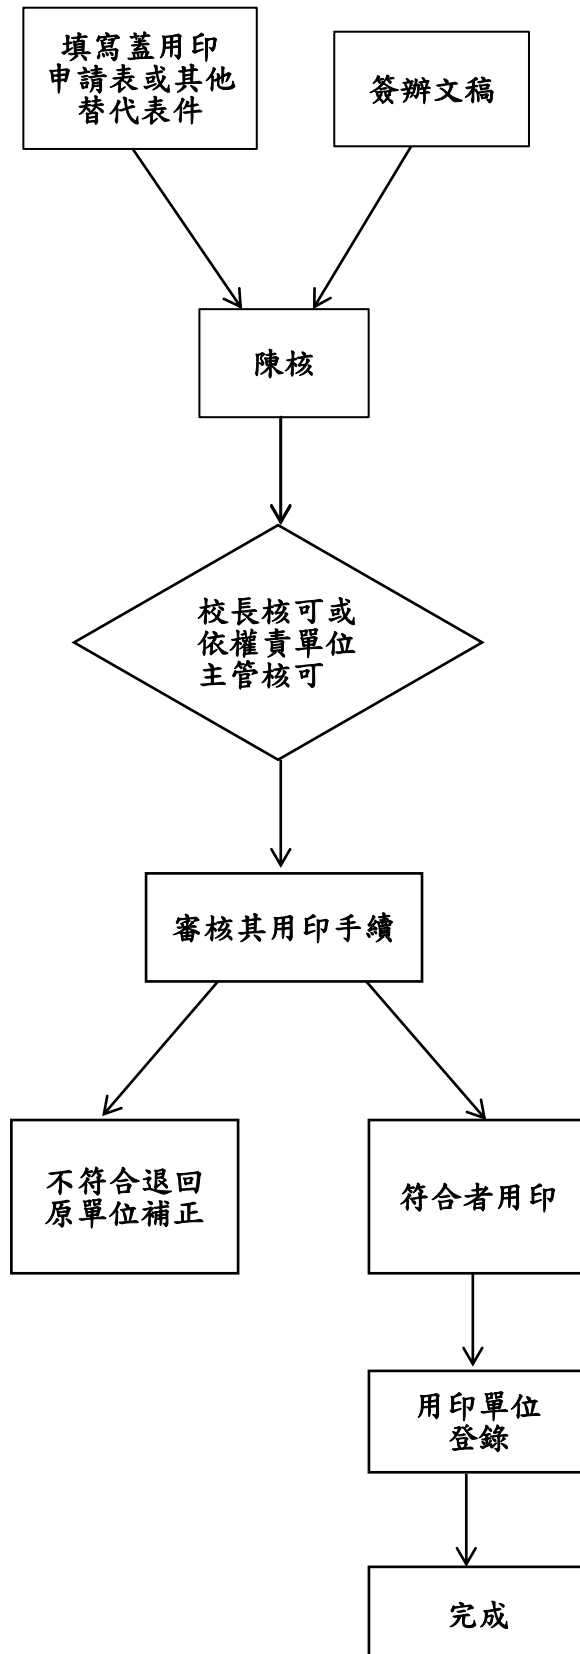 填寫蓋用印
申請表或其他
替代表件
簽辦文稿
陳核
校長核可或
依權責單位
主管核可
審核其用印手續
不符合退回
原單位補正
符合者用印
用印單位
登錄
完成